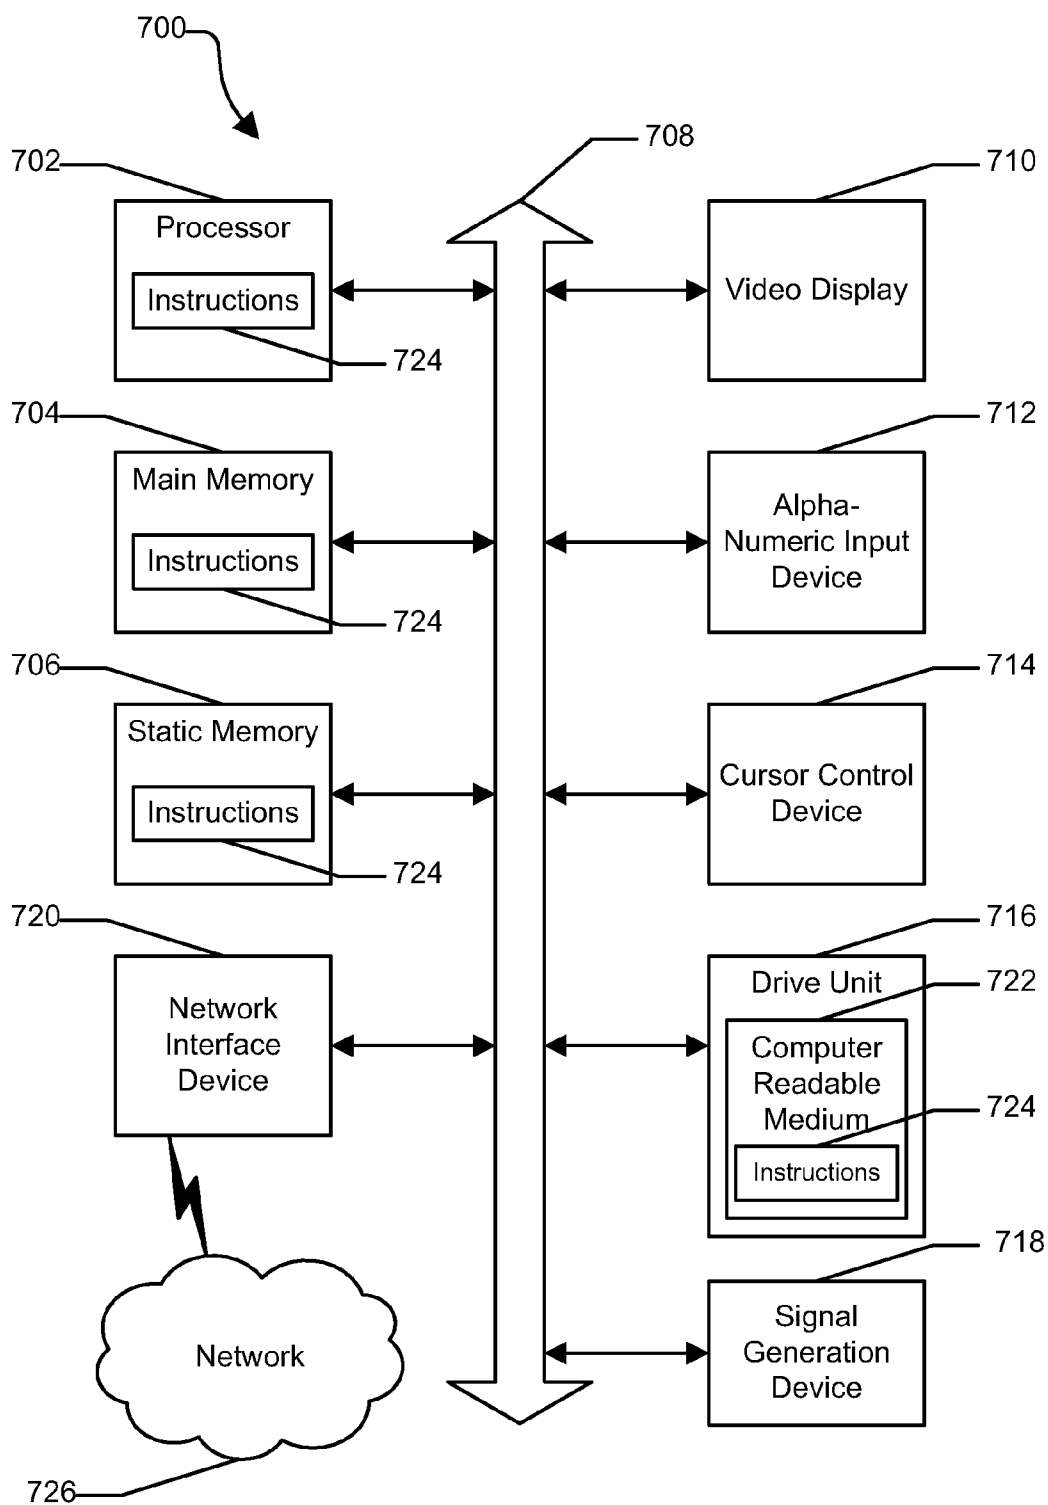 700
702
708
710
Processor
Instructions
Video Display
724
704
712
Main Memory
Instructions
Alpha-
Numeric Input
Device
724
706
714
Static Memory
Instructions
Cursor Control
Device
724
720
716
Drive Unit
722
Network
Interface
Device
Computer
Readable
Medium
724
Instructions
718
Signal
Generation
Device
Network
726